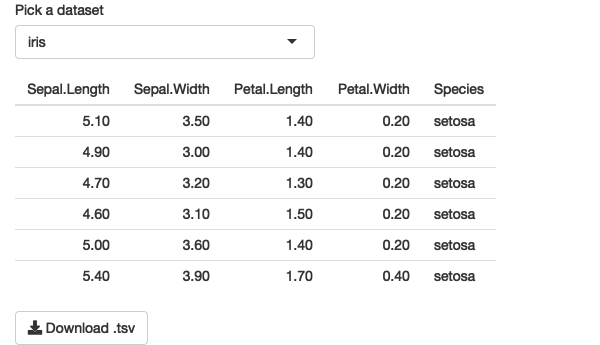 Pick a dataset
iris
Sepal.Length Sepal.Width Petal.Length Petal.Width Species
5.10 3.50 1.40 0.20 setosa
4.90 3.00 1.40 0.20 setosa
4.70 3.20 1.30 0.20 setosa
4.60 3.10 1.50 0.20 setosa
5.00 3.60 1.40 0.20 setosa
5.40 3.90 1.70 0.40 setosa
Download .tsv